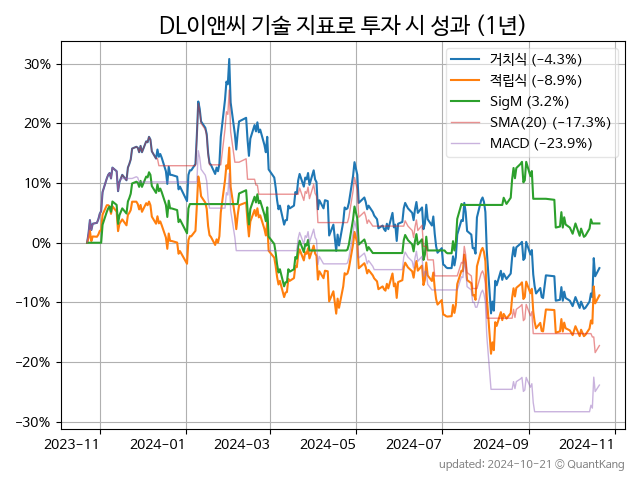 DL이앤씨 기술 지표로 투자 시 성과 (1년)
거치식 (−4.3%)
적립식 (−8.9%)
SigM (3.2%)
SMA(20) (−17.3%)
MACD (−23.9%)
30%
20%
10%
0%
−10%
−20%
−30%
2023-11 2024-01 2024-03 2024-05 2024-07 2024-09 2024-11
updated: 2024-10-21 © QuantKang